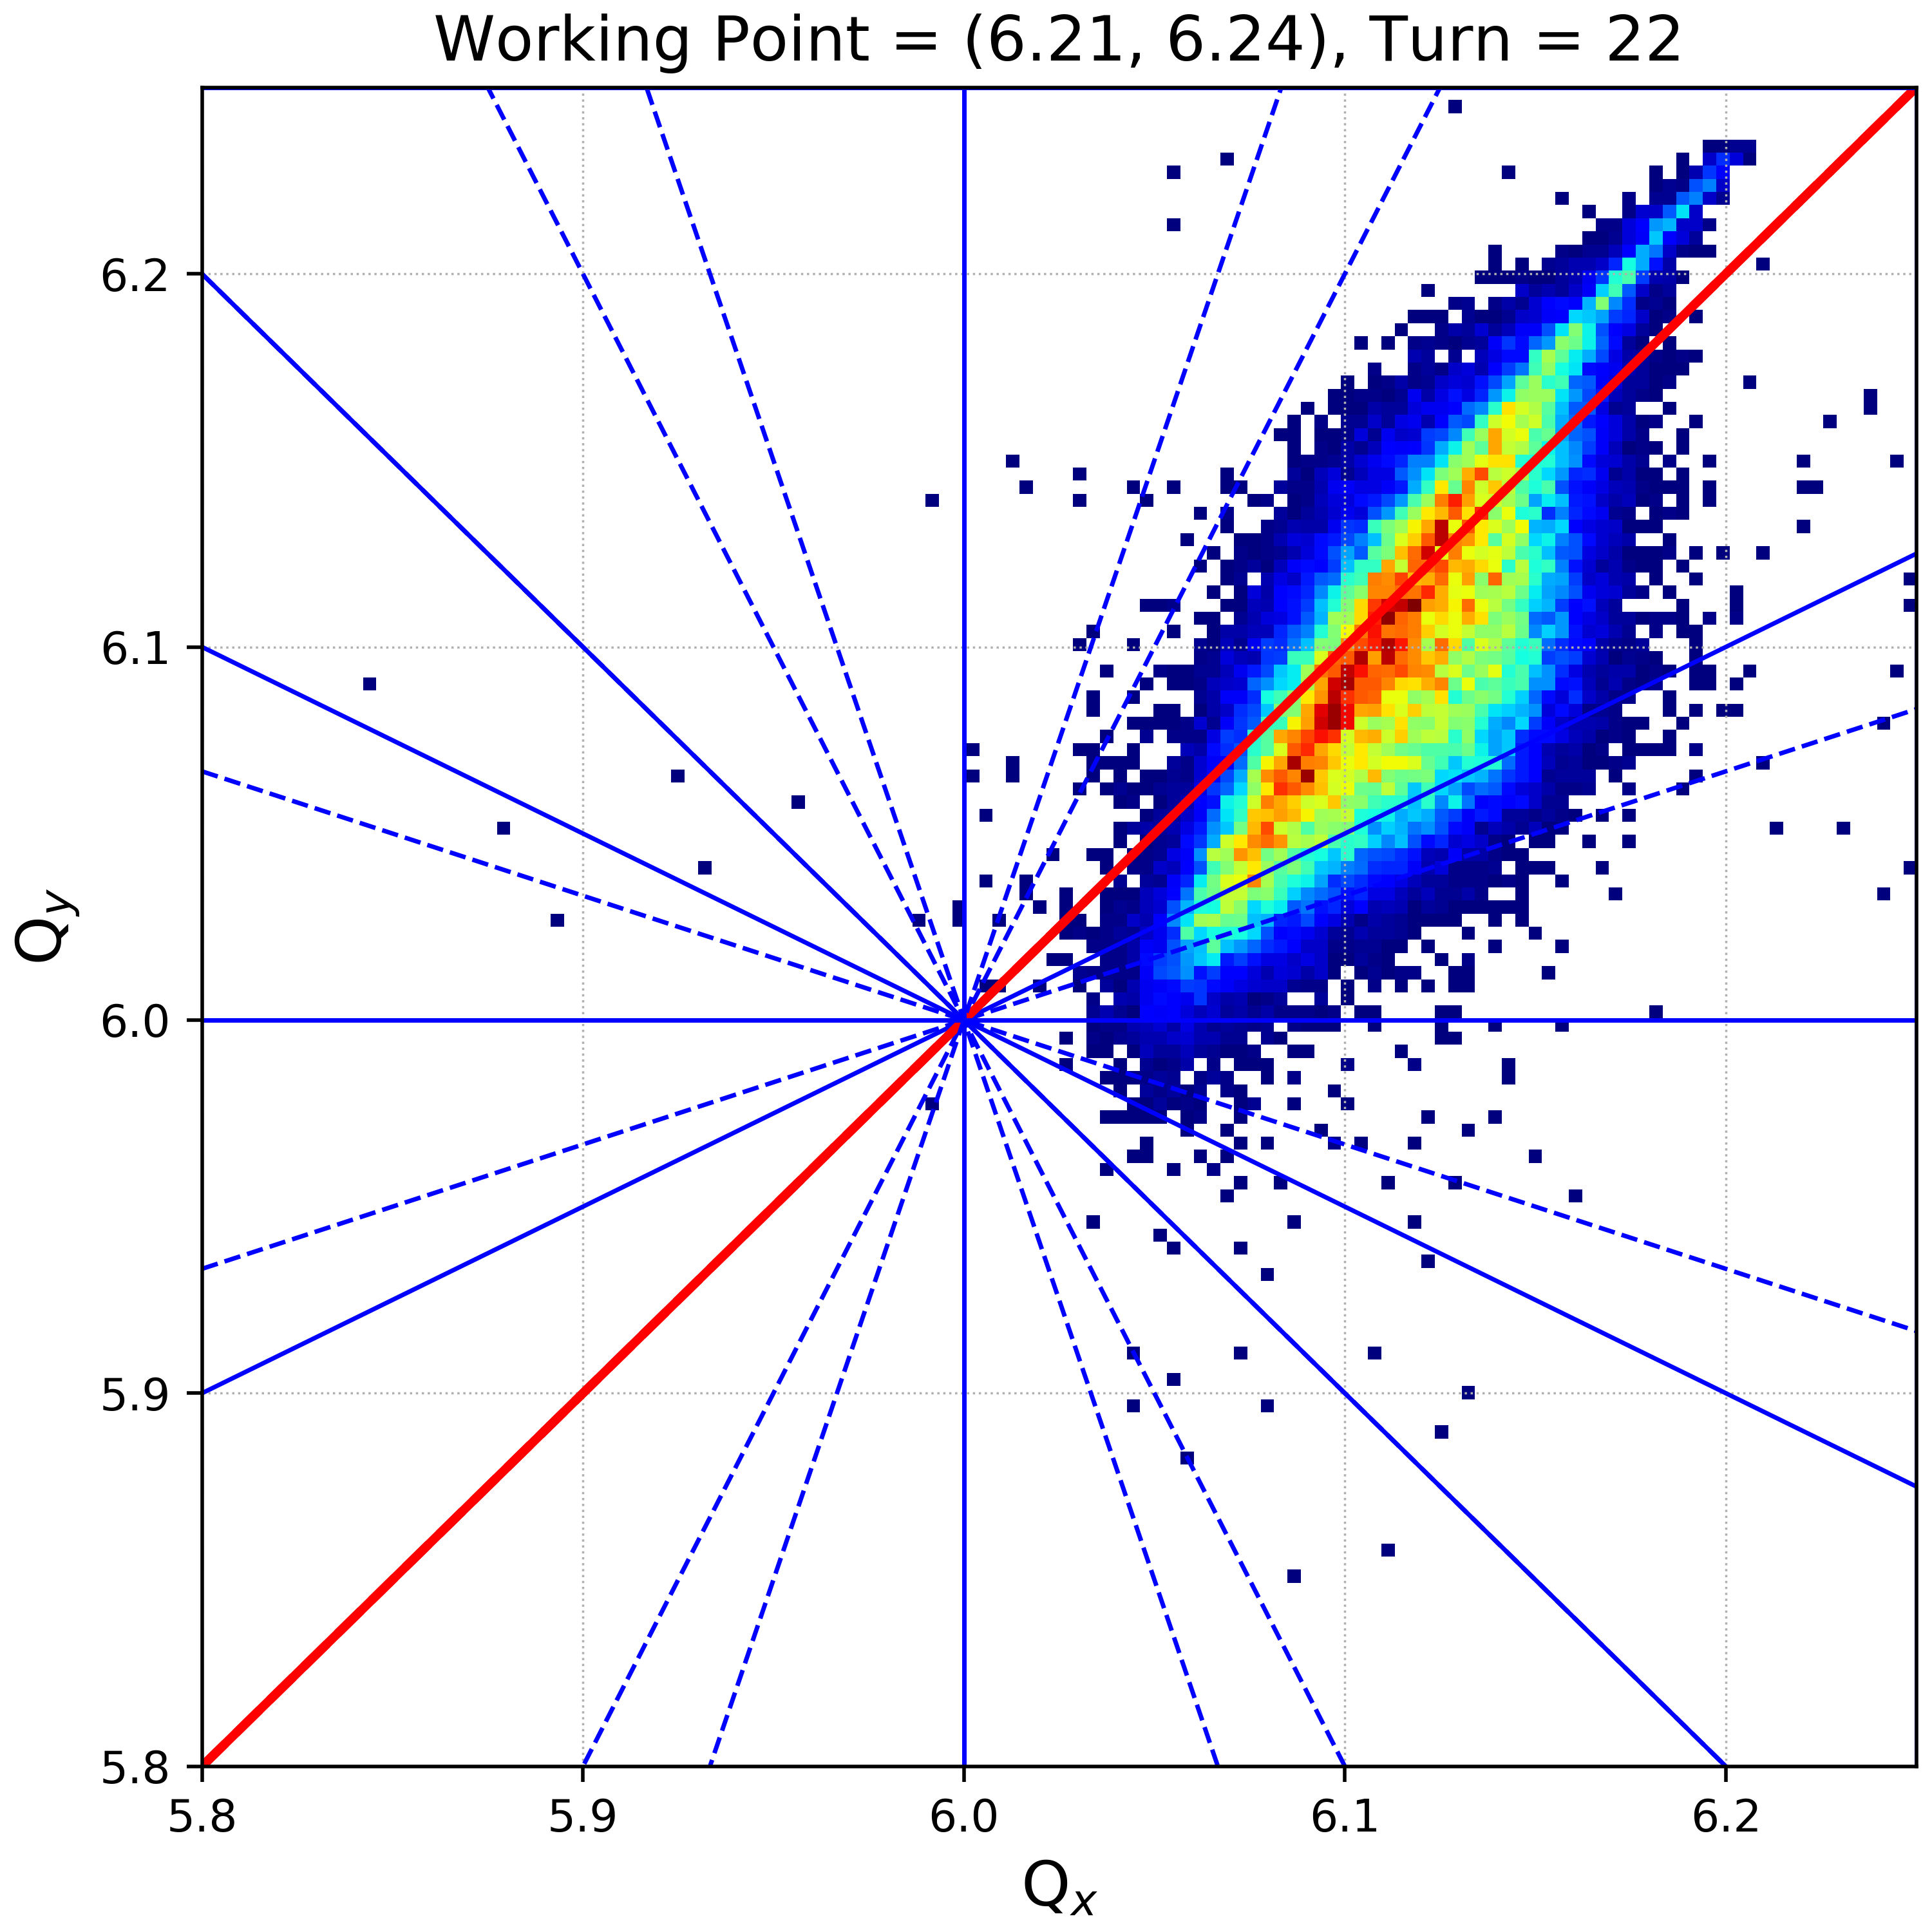 Working Point = (6.21, 6.24), Turn = 22
6.2
6.1
6.0
5.9
5.8
Qy
5.8 5.9 6.0 6.1 6.2
Qx